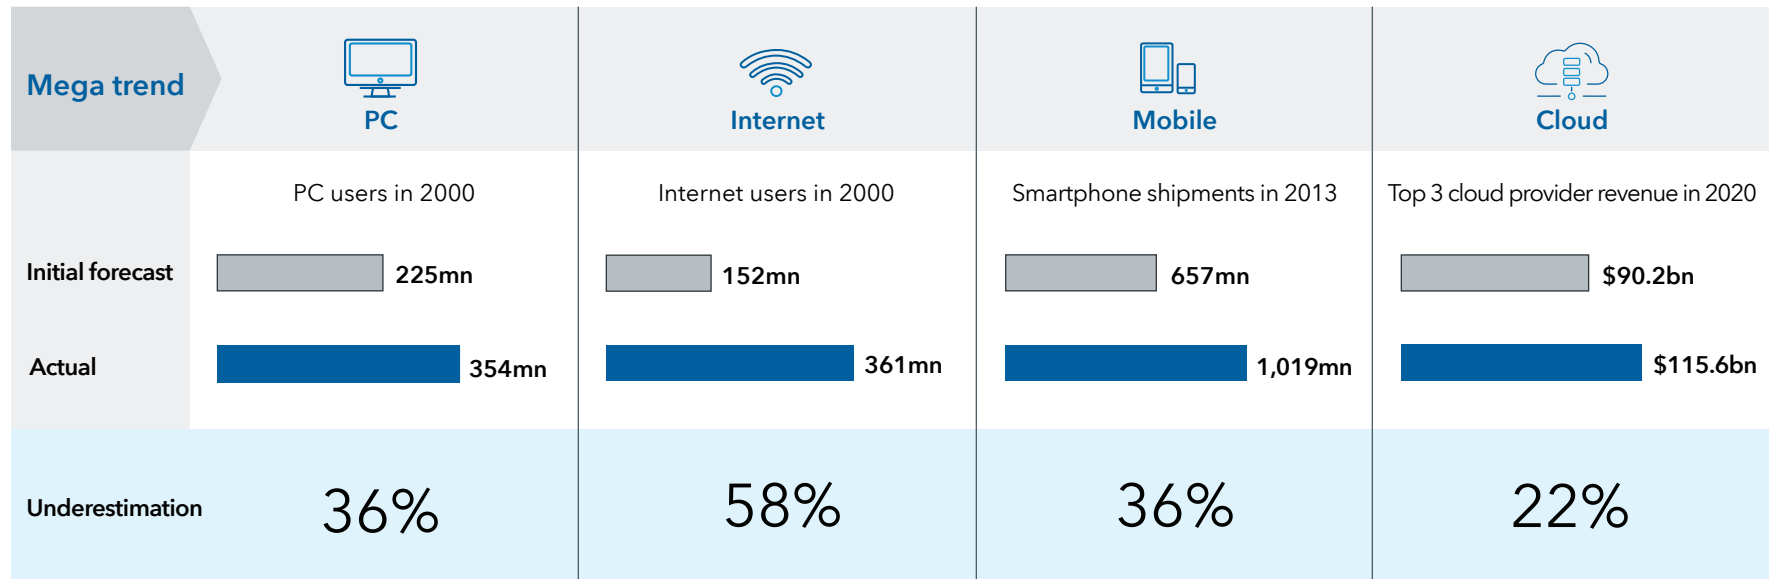 Mega trend
PC
Internet
Mobile
Cloud
PC users in 2000
Internet users in 2000
Smartphone shipments in 2013
Top 3 cloud provider revenue in 2020
Initial forecast
225mn
152mn
657mn
$90.2bn
Actual
354mn
361mn
1,019mn
$115.6bn
Underestimation
36%
58%
36%
22%